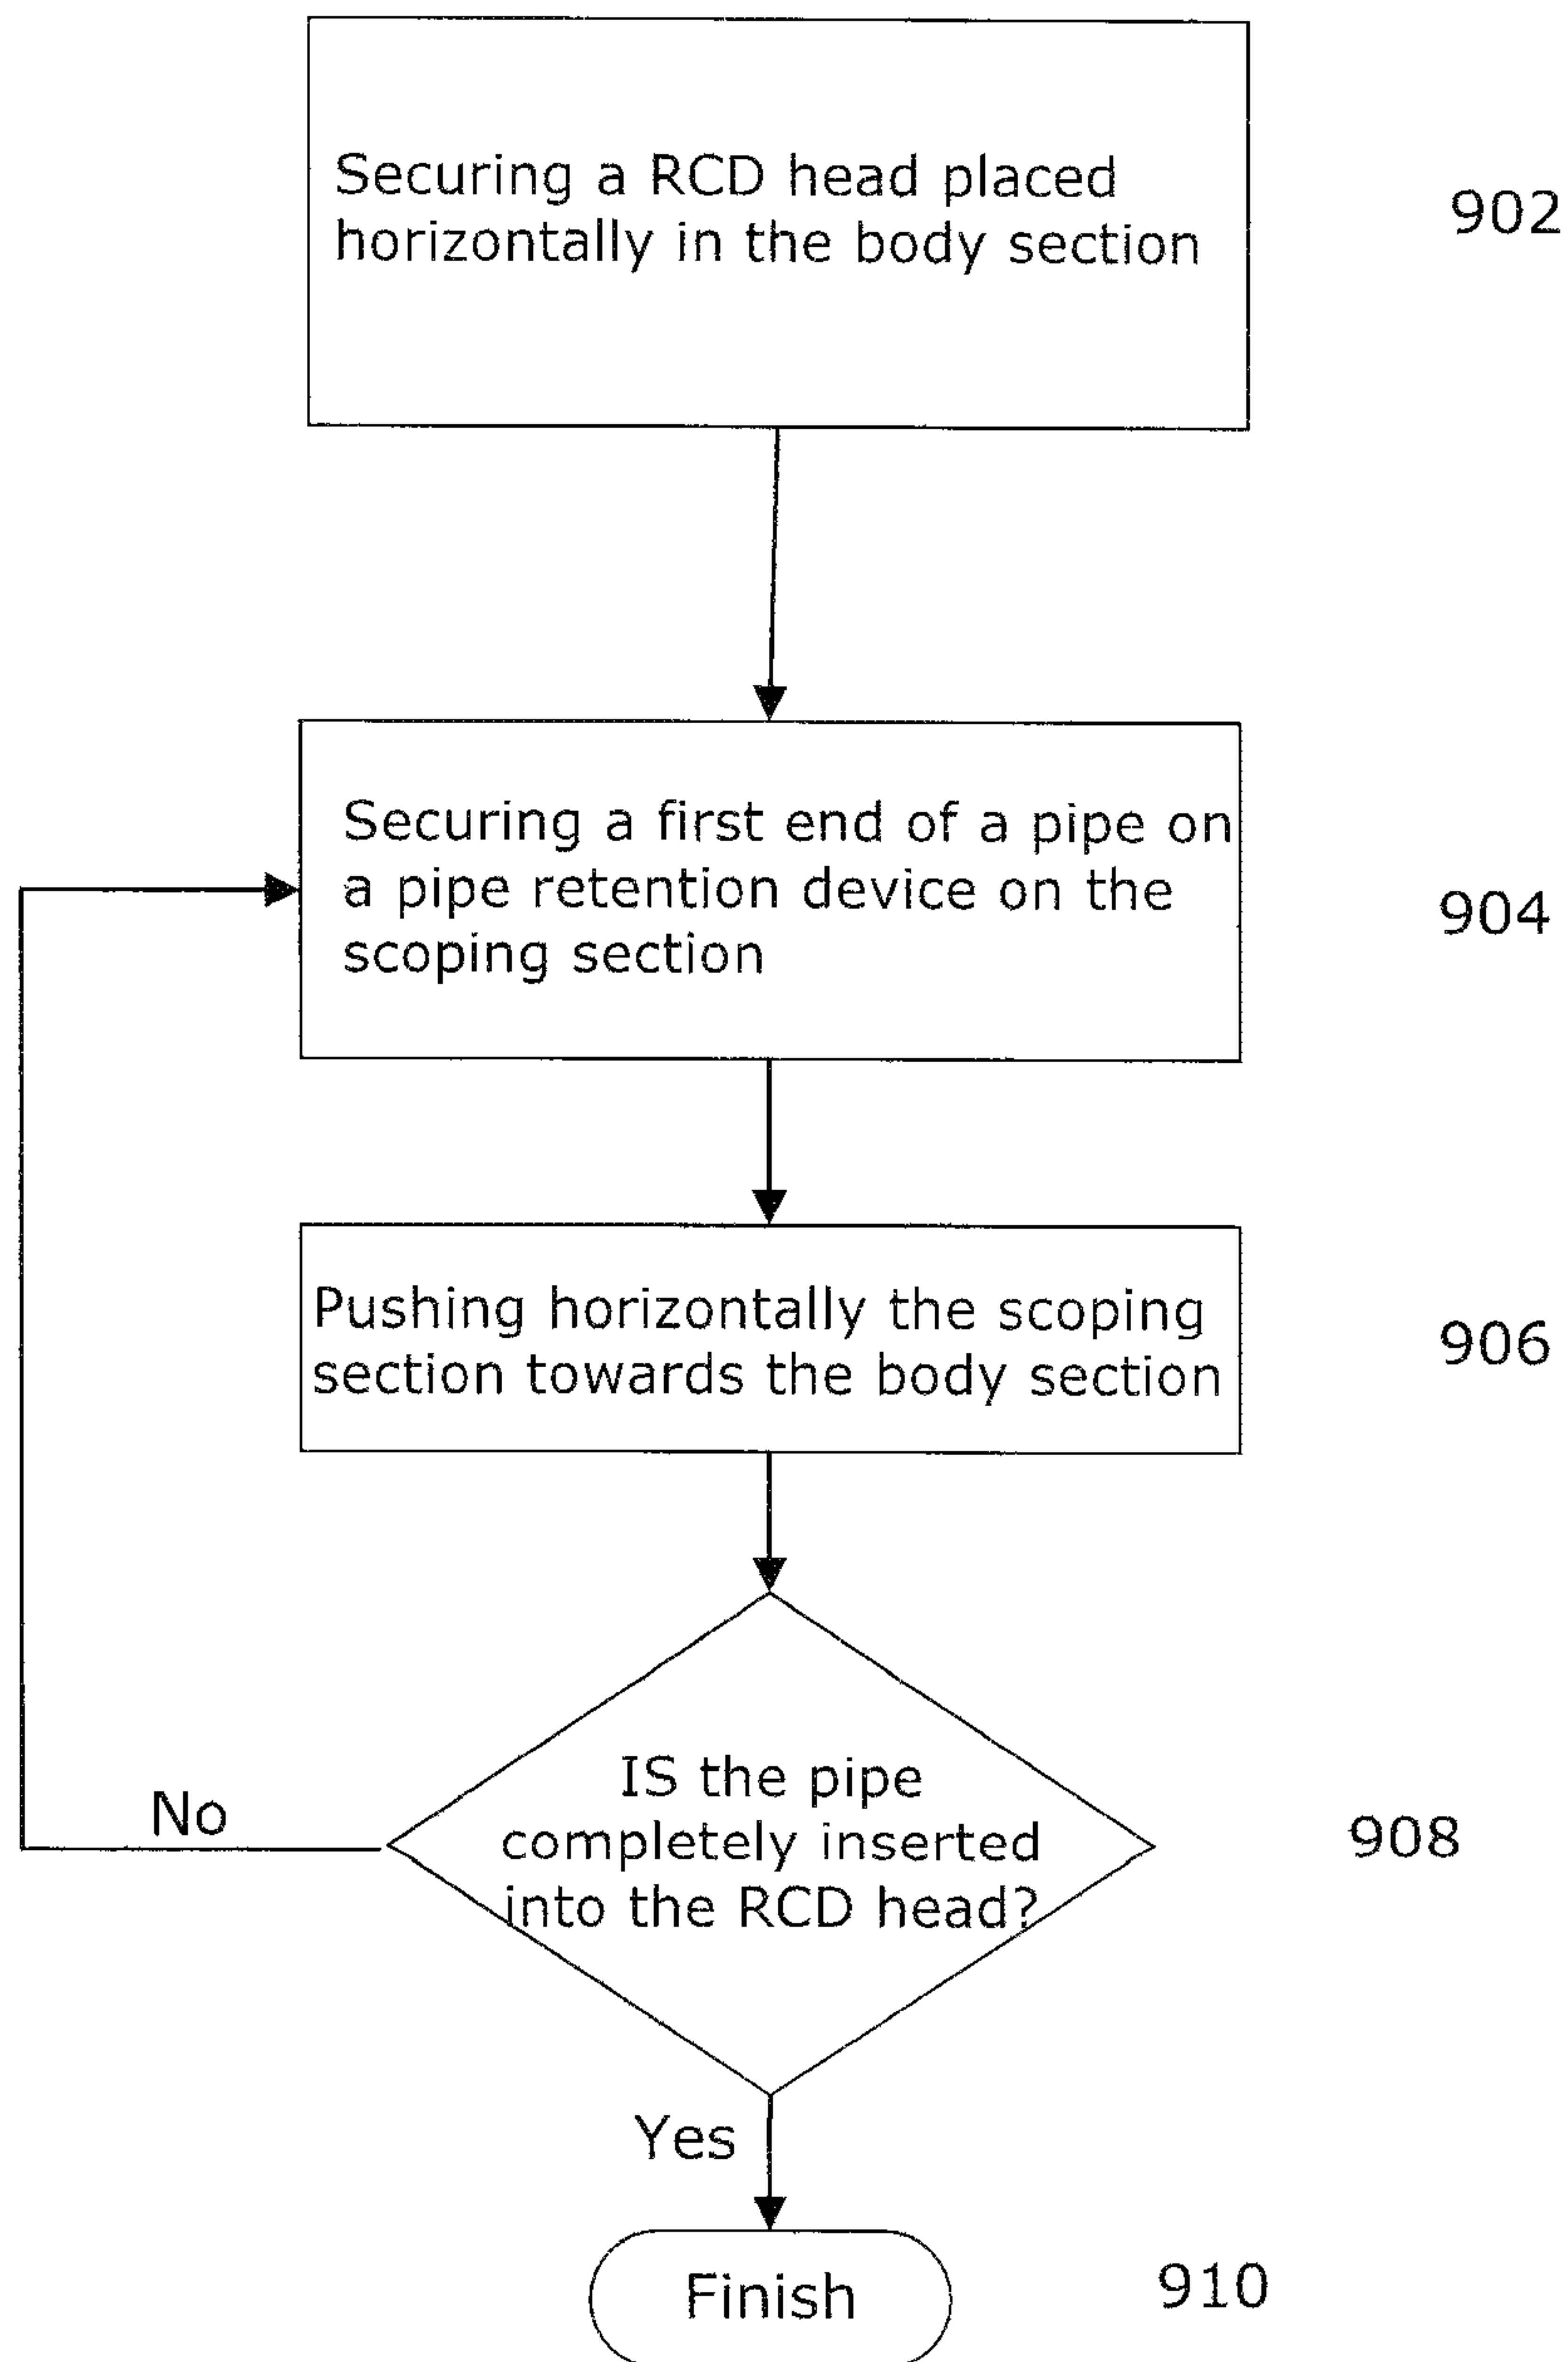 Securing a RCD head placed
horizontally in the body section
902
Securing a first end of a pipe on
a pipe retention device on the
scoping section
904
Pushing horizontally the scoping
section towards the body section
906
IS the pipe
completely inserted
into the RCD head?
908
No
Yes
Finish
910